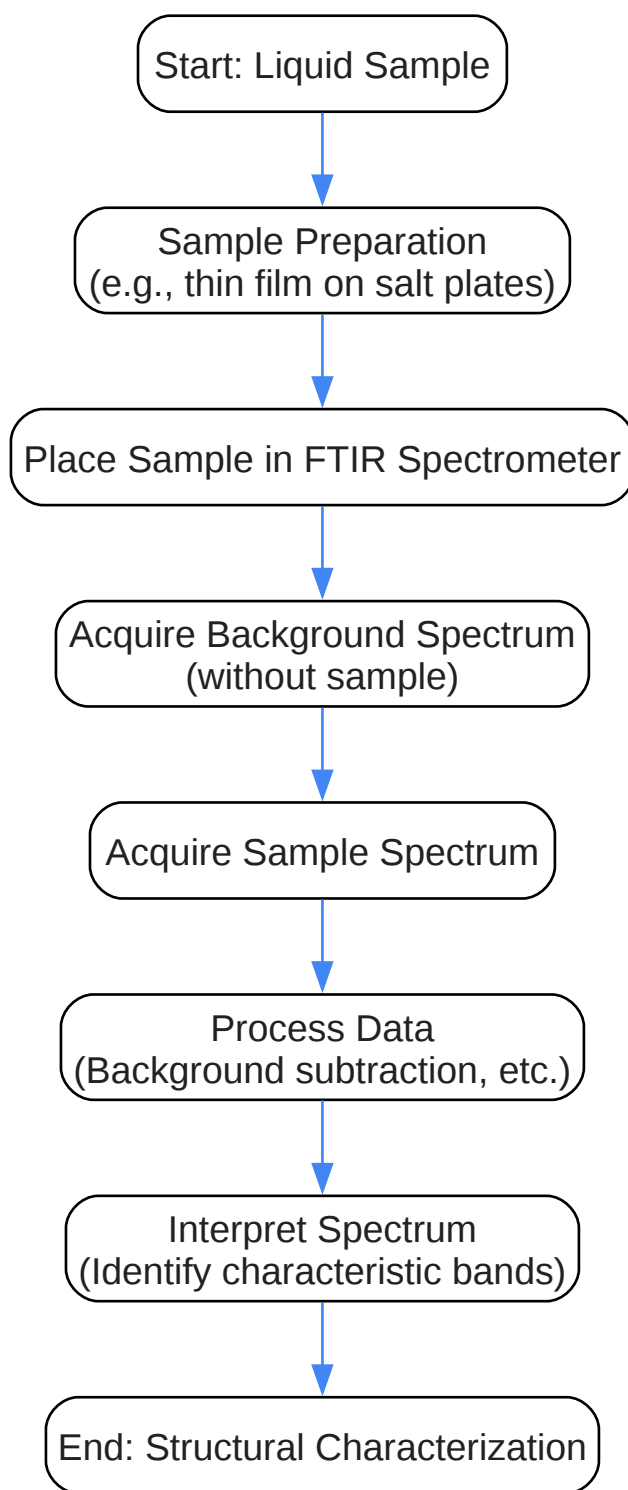 Start: Liquid Sample
Sample Preparation
(e.g., thin film on salt plates)
Place Sample in FTIR Spectrometer
Acquire Background Spectrum
(without sample)
Acquire Sample Spectrum
Process Data
(Background subtraction, etc.)
Interpret Spectrum
(Identify characteristic bands)
End: Structural Characterization